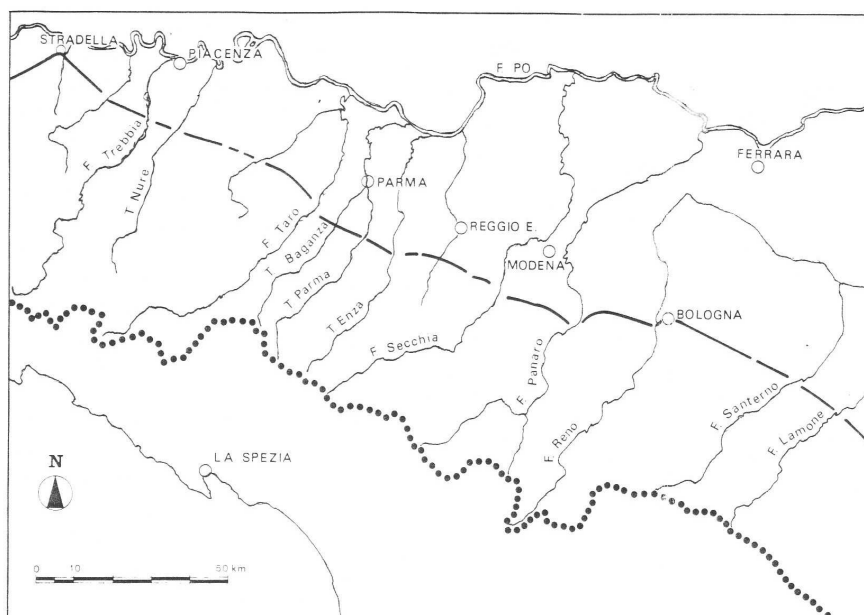 STRADELLA
PIACENZA
F PO
F. Trebbia
T Nure
FERRARA
PARMA
F. Taro
T. Baganza
REGGIO E.
T. Parma
MODENA
T. Enza
BOLOGNA
F. Secchia
F. Panaro
F. Santerno
F. Reno
F. Lamone
LA SPEZIA
N
0 10 50 km